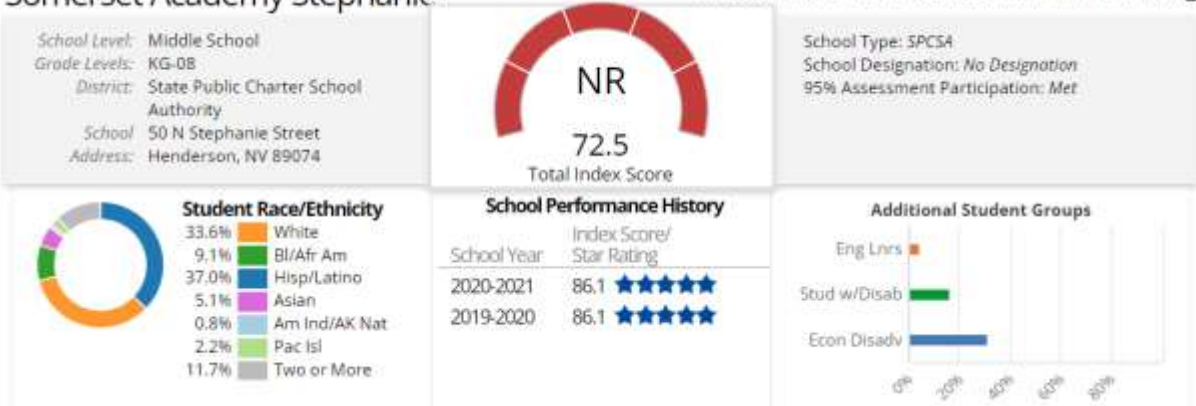 Somerset Academy Stephanie
School Level: Middle School
Grade Levels: KG-08
District: State Public Charter School
Authority
School 50 N Stephanie Street
Address: Henderson, NV 89074
NR
72.5
Total Index Score
School Type: SPCSA
School Designation: No Designation
95% Assessment Participation: Met
Student Race/Ethnicity
33.6% White
9.1% Bl/Afr Am
37.0% Hisp/Latino
5.1% Asian
0.8% Am Ind/AK Nat
2.2% Pac Isl
11.7% Two or More
School Performance History
School Year Index Score/
Star Rating
2020-2021 86.1
2019-2020 86.1
Additional Student Groups
Eng Lnrs
Stud w/Disab
Econ Disadv
0% 20% 40% 60% 80%